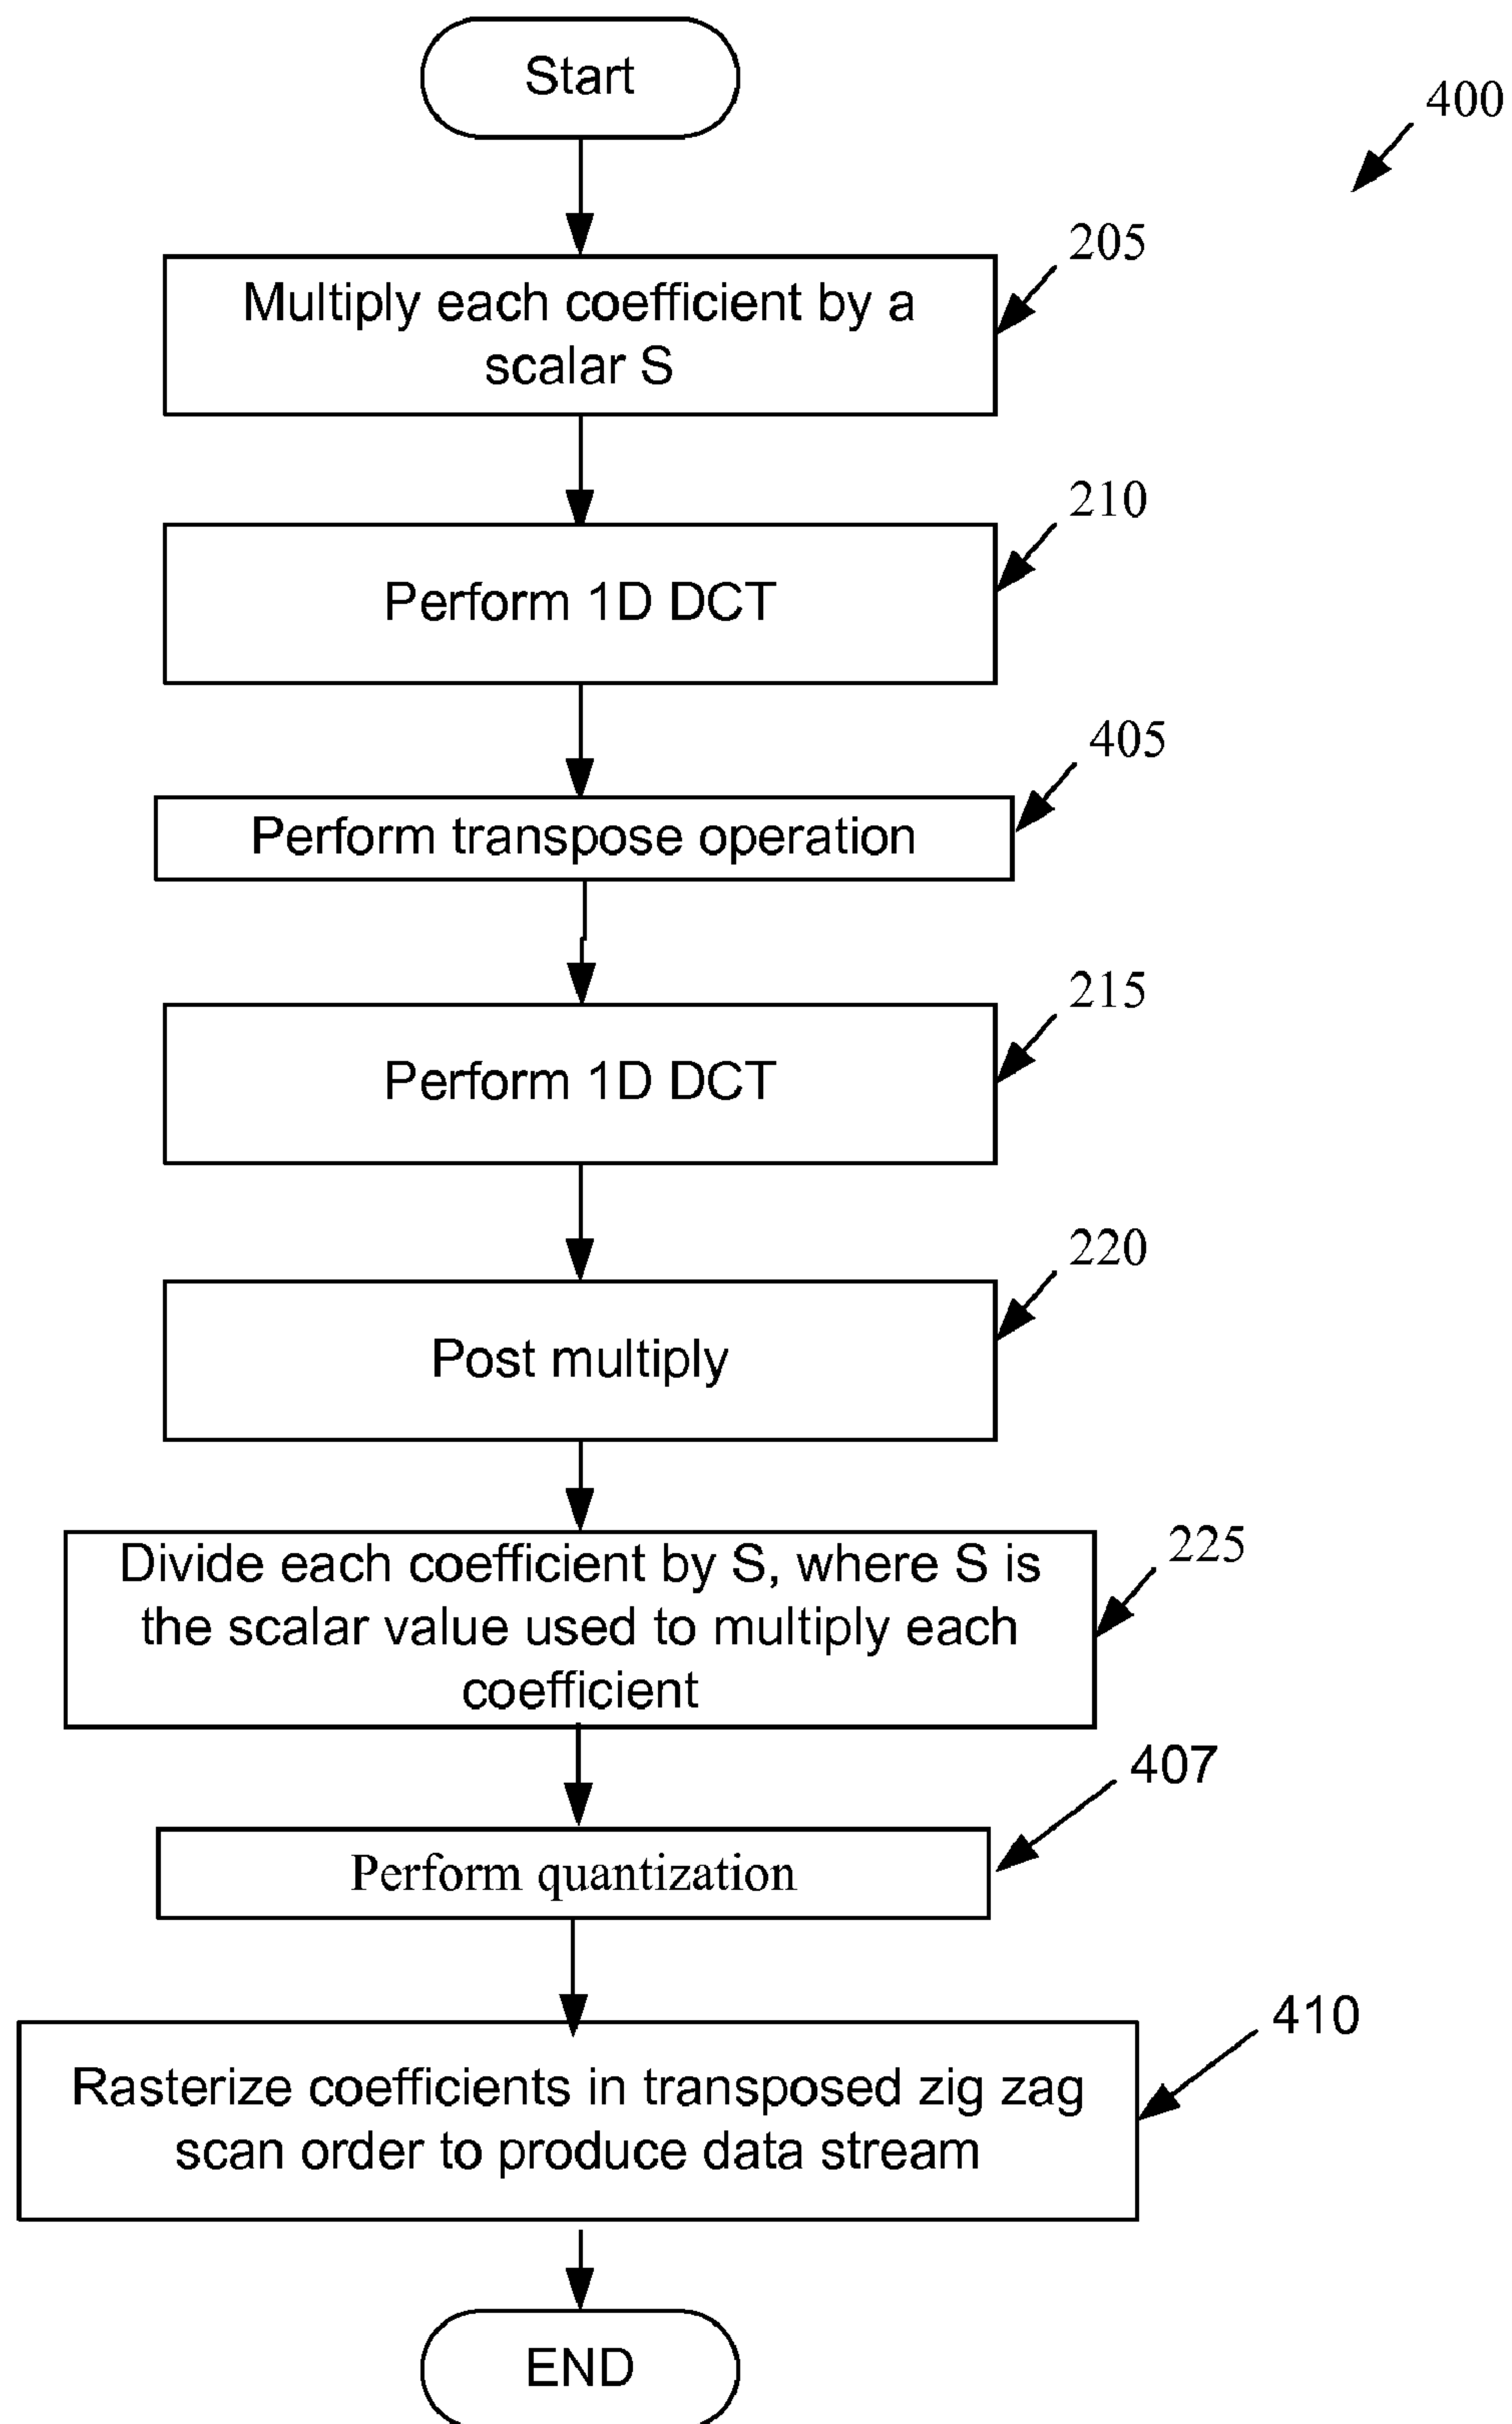 Start
400
205
Multiply each coefficient by a
scalar S
210
Perform 1D DCT
405
Perform transpose operation
215
Perform 1D DCT
220
Post multiply
225
Divide each coefficient by S, where S is
the scalar value used to multiply each
coefficient
407
Perform quantization
410
Rasterize coefficients in transposed zig zag
scan order to produce data stream
END